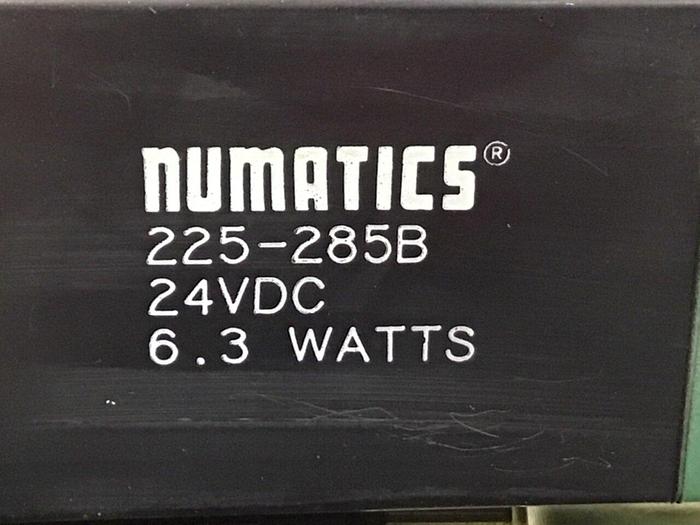 NUMATICS®
225-285B
24VDC
6.3 WATTS